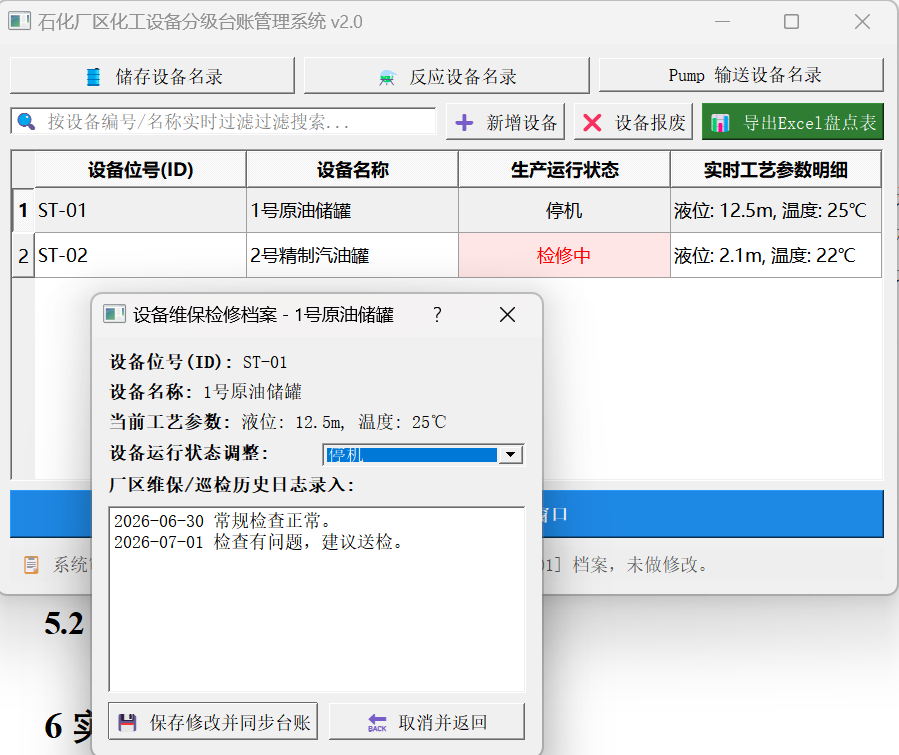 石化厂区化工设备分级台账管理系统 v2.0
储存设备名录 反应设备名录 Pump 输送设备名录
按设备编号/名称实时过滤过滤搜索... 新增设备 设备报废 导出Excel盘点表
设备位号(ID) 设备名称 生产运行状态 实时工艺参数明细
1 ST-01 1号原油储罐 停机 液位: 12.5m, 温度: 25℃
2 ST-02 2号精制汽油罐 检修中 液位: 2.1m, 温度: 22℃
设备维保检修档案 - 1号原油储罐 ?
设备位号(ID): ST-01
设备名称: 1号原油储罐
当前工艺参数: 液位: 12.5m, 温度: 25℃
设备运行状态调整: 停机
厂区维保/巡检历史日志录入:
2026-06-30 常规检查正常。
2026-07-01 检查有问题，建议送检。
窗口
系统 01] 档案，未做修改。
5.2
保存修改并同步台账 BACK 取消并返回
6 实